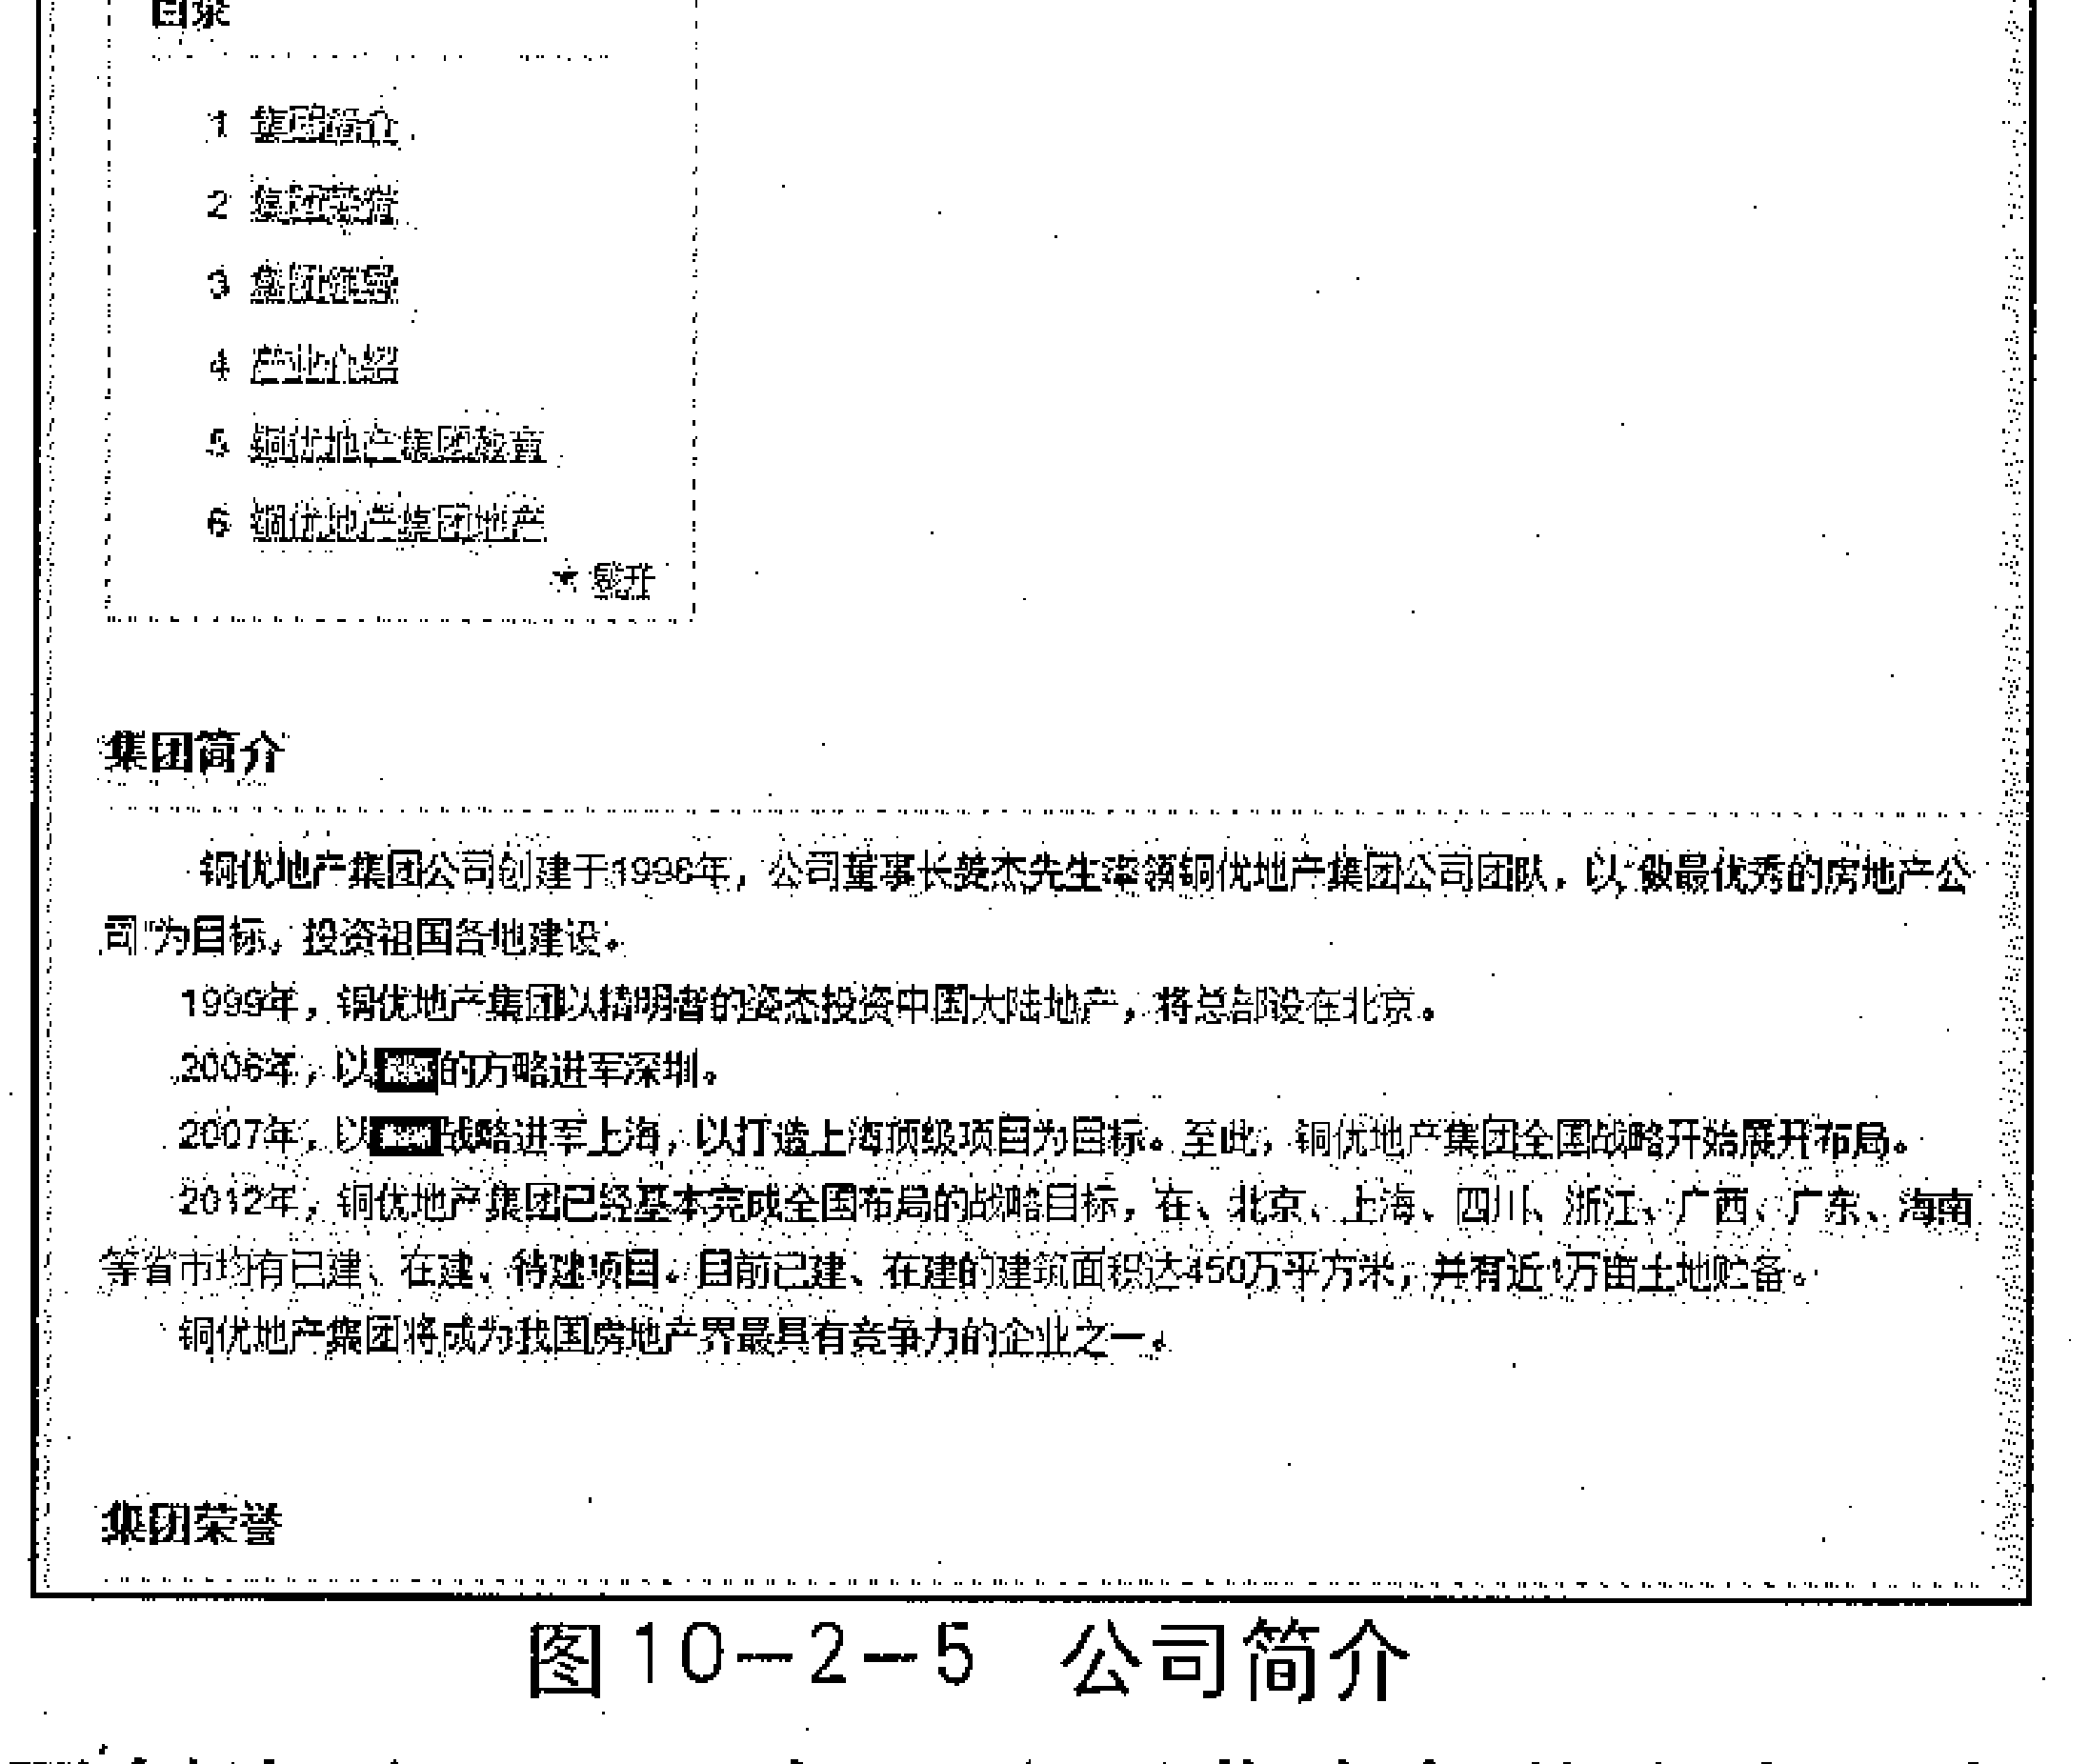 目录
1 集团简介
2 集团荣誉
3 集团领导
4 产业介绍
5 铜优地产集团教育
6 铜优地产集团地产
展开
集团简介
铜优地产集团公司创建于1996年，公司董事长姜杰先生率领铜优地产集团公司团队，以“做最优秀的房地产公
司”为目标，投资祖国各地建设。
1999年，铜优地产集团以精明者的姿态投资中国大陆地产，将总部设在北京。
2006年，以的方略进军深圳。
2007年，以战略进军上海，以打造上海顶级项目为目标。至此，铜优地产集团全国战略开始展开布局。
2012年，铜优地产集团已经基本完成全国布局的战略目标，在、北京、上海、四川、浙江、广西、广东、海南
等省市均有已建、在建、待建项目。目前已建、在建的建筑面积达450万平方米，并有近1万亩土地贮备。
铜优地产集团将成为我国房地产界最具有竞争力的企业之一。
集团荣誉
图10-2-5 公司简介